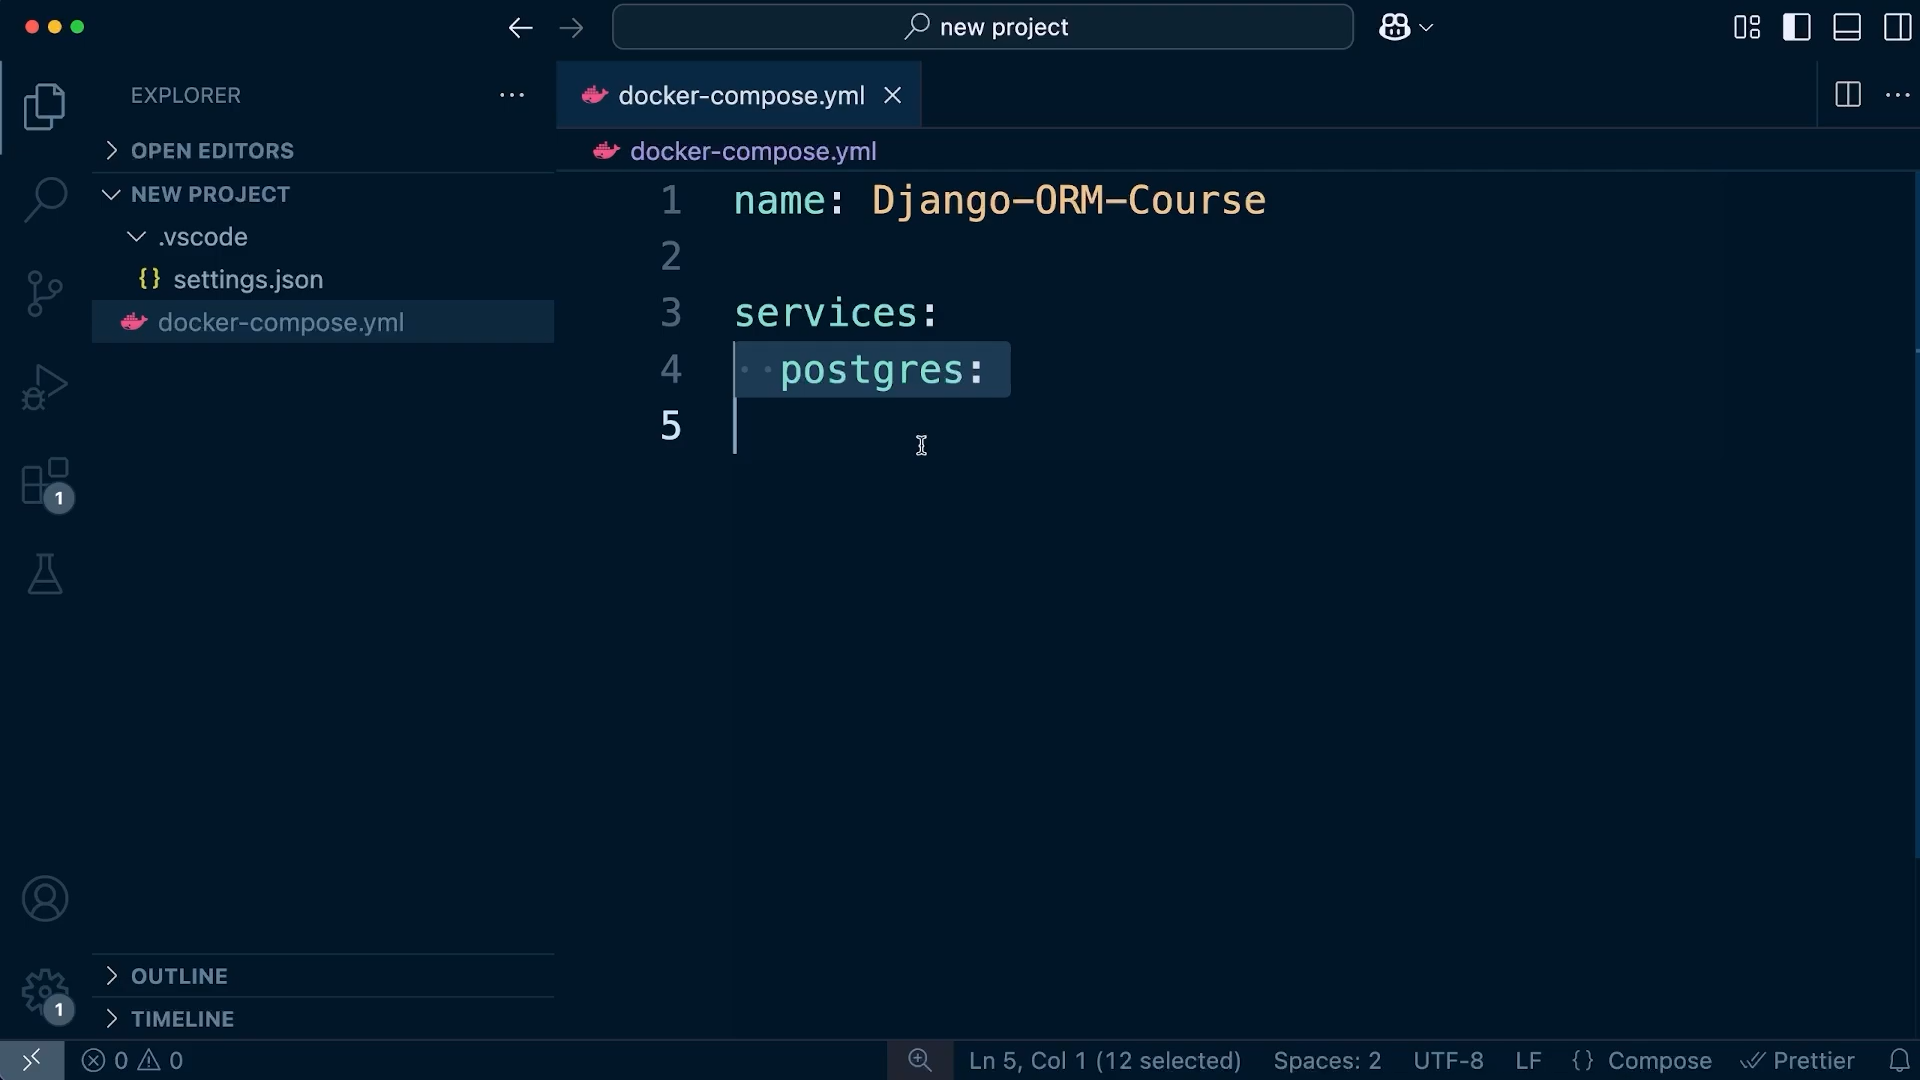 new project
EXPLORER
docker-compose.yml
OPEN EDITORS
docker-compose.yml
NEW PROJECT
.vscode
{} settings.json
docker-compose.yml
1 name: Django-ORM-Course
2
3 services:
4 postgres:
5
1
OUTLINE
1
TIMELINE
0 0
Ln 5, Col 1 (12 selected)
Spaces: 2
UTF-8
LF
{} Compose
Prettier